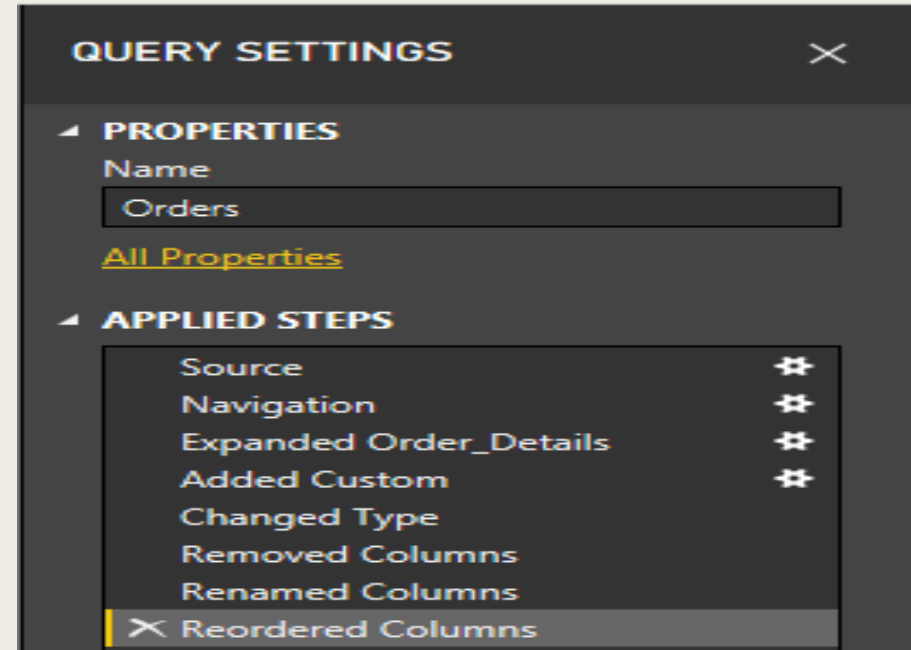 QUERY SETTINGS
PROPERTIES
Name
Orders
All Properties
APPLIED STEPS
Source
Navigation
Expanded Order_Details
Added Custom
Changed Type
Removed Columns
Renamed Columns
Reordered Columns